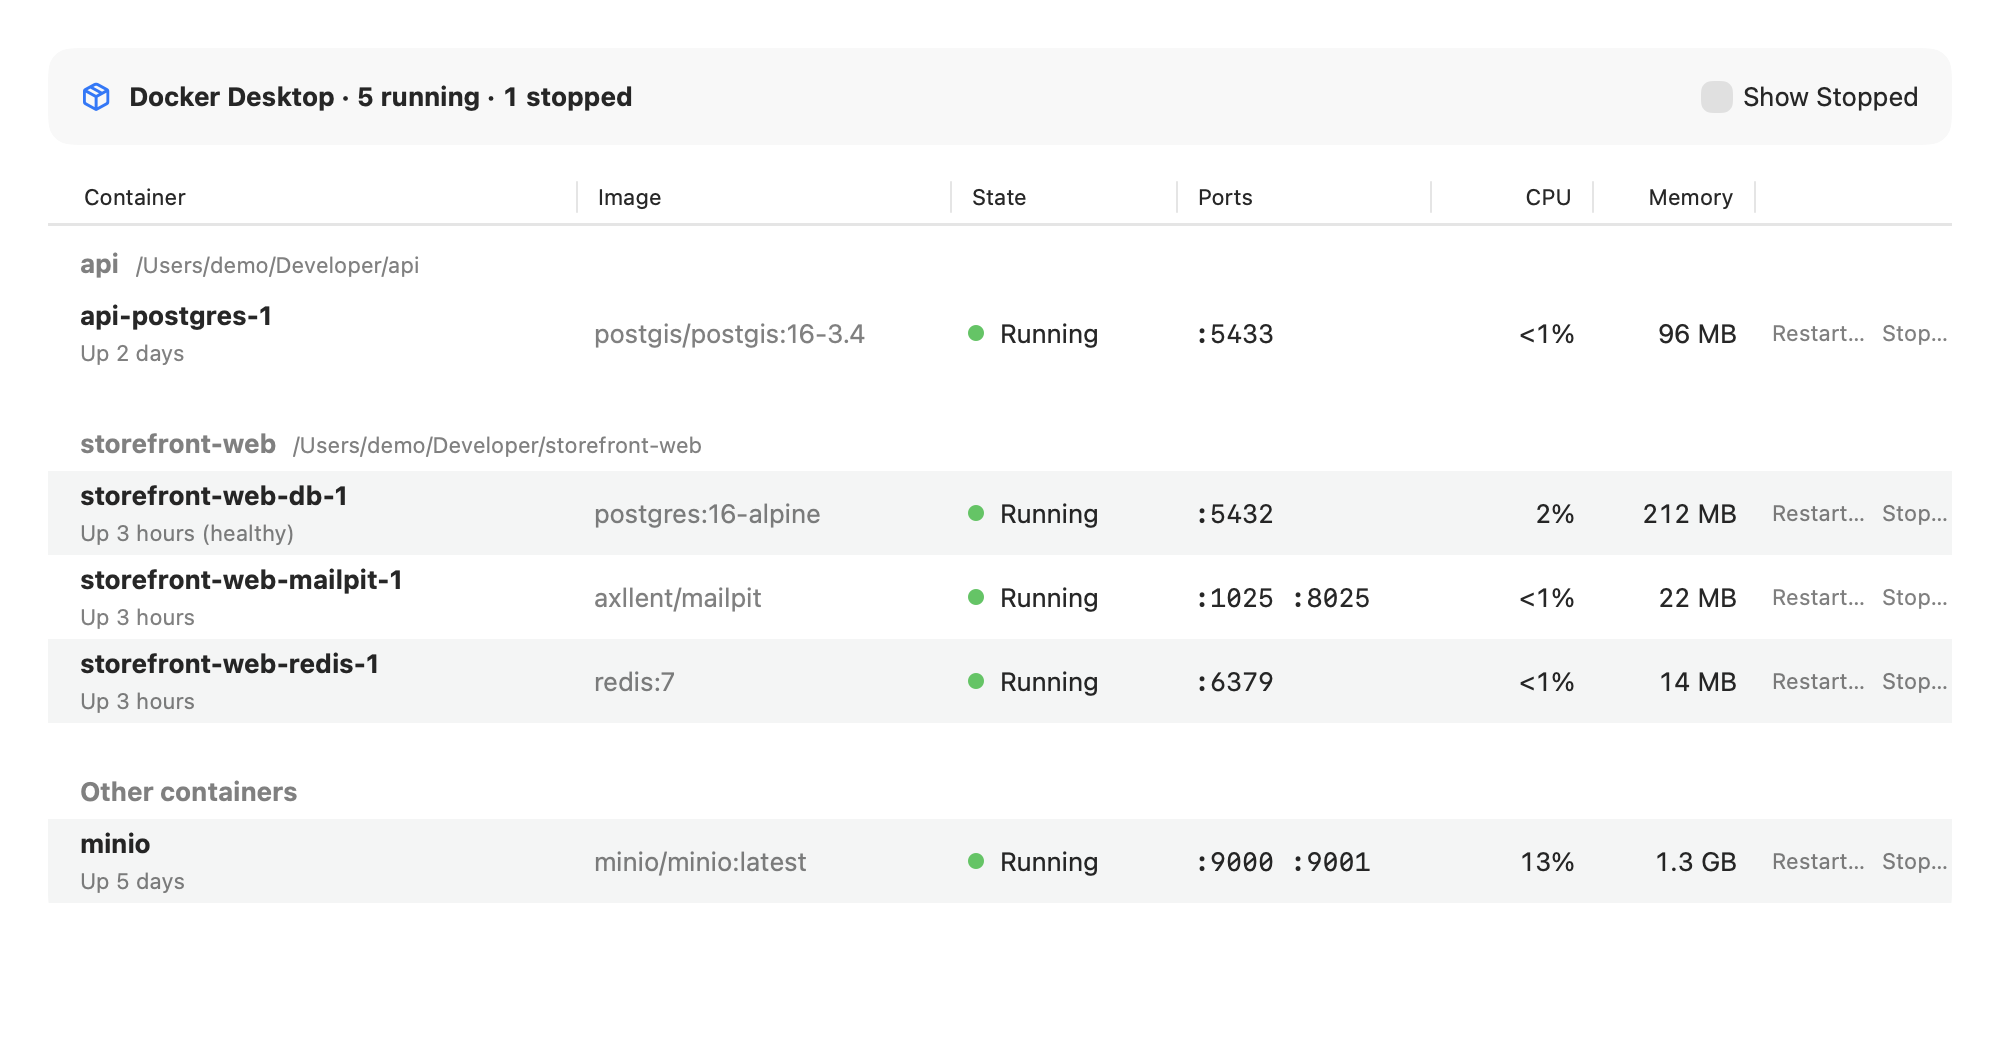 Docker Desktop · 5 running · 1 stopped Show Stopped
Container Image State Ports CPU Memory
api /Users/demo/Developer/api
api-postgres-1 postgis/postgis:16-3.4 Running :5433 <1% 96 MB Restart... Stop...
Up 2 days
storefront-web /Users/demo/Developer/storefront-web
storefront-web-db-1 postgres:16-alpine Running :5432 2% 212 MB Restart... Stop...
Up 3 hours (healthy)
storefront-web-mailpit-1 axllent/mailpit Running :1025 :8025 <1% 22 MB Restart... Stop...
Up 3 hours
storefront-web-redis-1 redis:7 Running :6379 <1% 14 MB Restart... Stop...
Up 3 hours
Other containers
minio minio/minio:latest Running :9000 :9001 13% 1.3 GB Restart... Stop...
Up 5 days